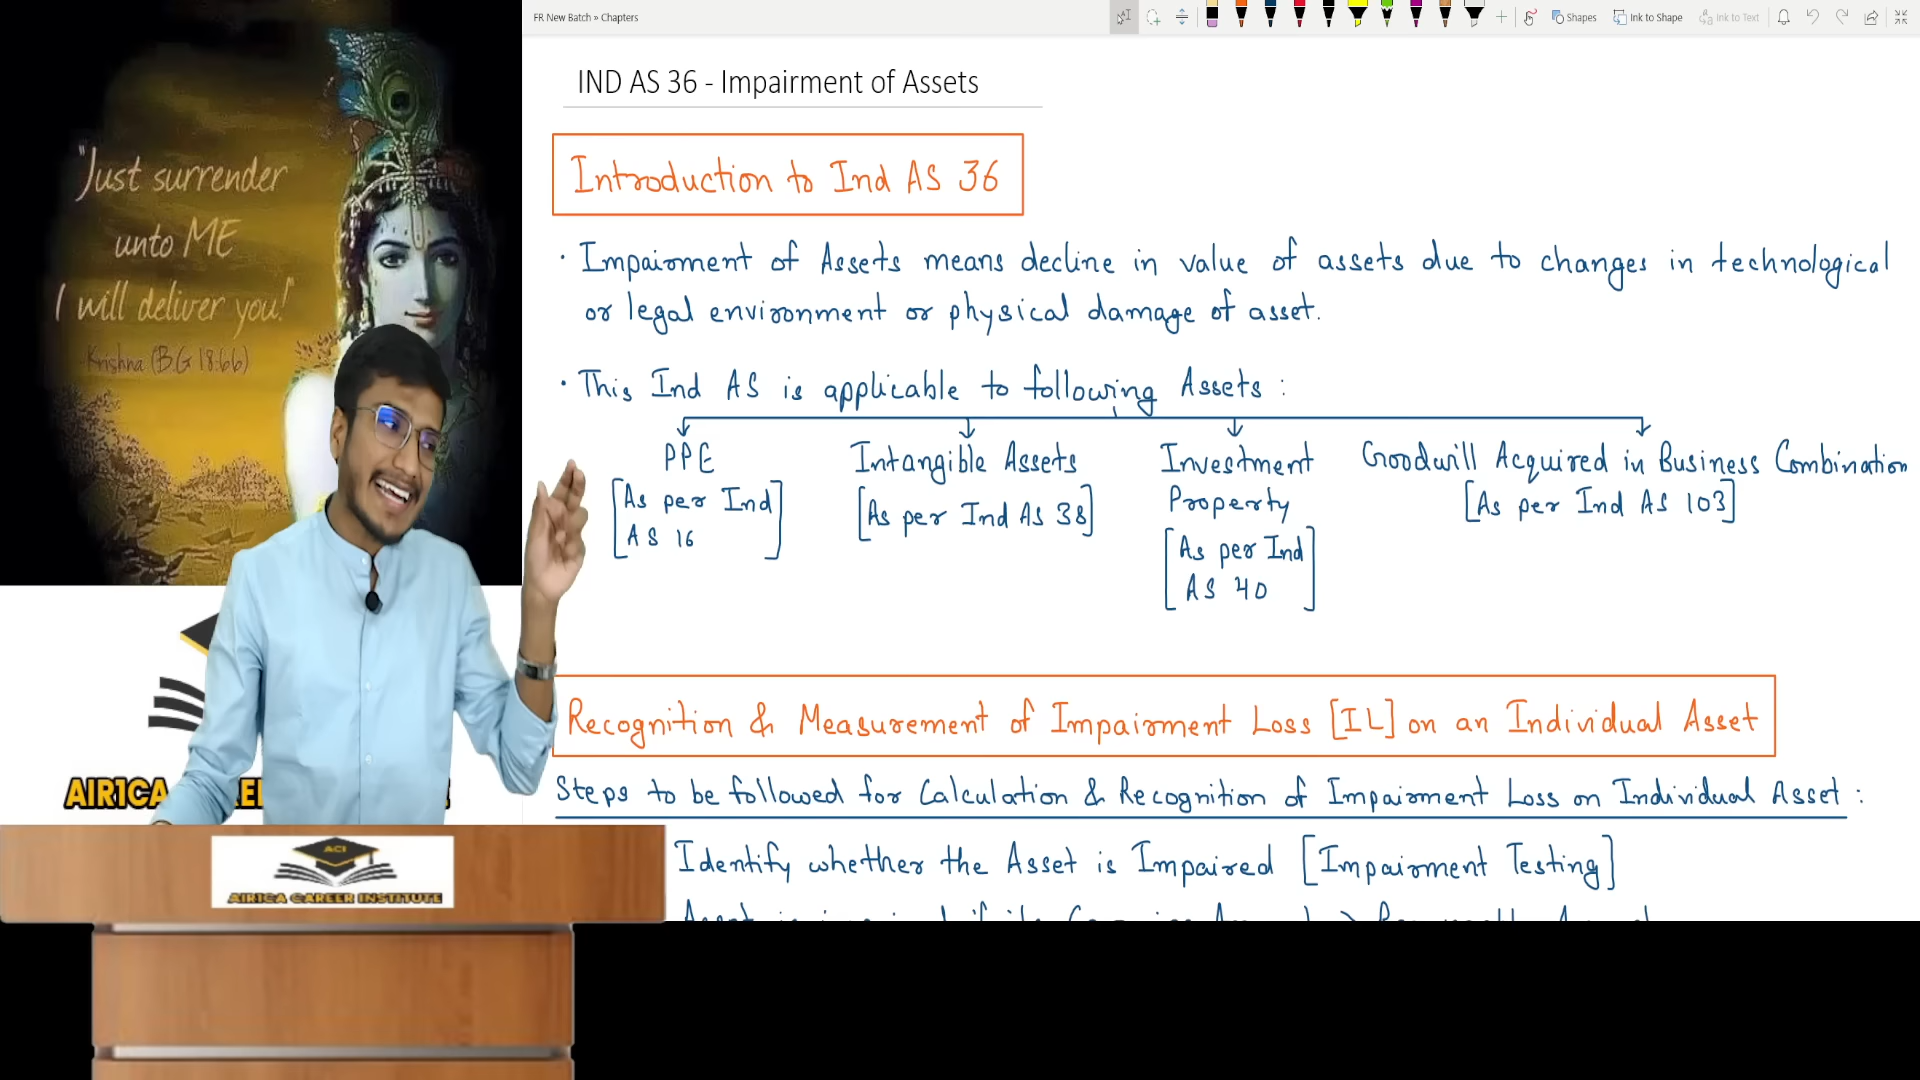 FR New Batch » Chapters
Shapes
Ink to Shape
Ink to Text
IND AS 36 - Impairment of Assets
Introduction to Ind AS 36
• Impairment of Assets means decline in value of assets due to changes in technological
or legal environment or physical damage of asset.
• This Ind AS is applicable to following Assets :
PPE
[As per Ind
AS 16]
Intangible Assets
[As per Ind AS 38]
Investment
Property
[As per Ind
AS 40]
Goodwill Acquired in Business Combination
[As per Ind AS 103]
Recognition & Measurement of Impairment Loss [IL] on an Individual Asset
Steps to be followed for Calculation & Recognition of Impairment Loss on Individual Asset :
Identify whether the Asset is Impaired [Impairment Testing]
"Just surrender
unto ME
I will deliver you!"
Krishna (B.G 18:66)
AIR1CA
ACI
AIR1CA CAREER INSTITUTE